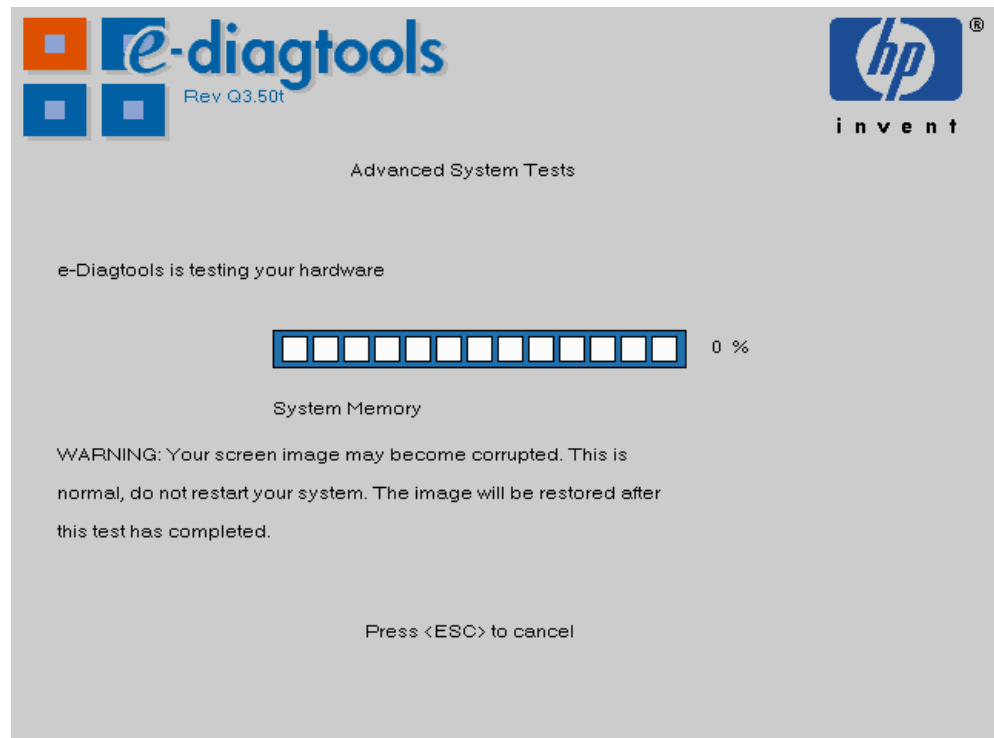 e-diagtools
Rev Q3.50t
hp ®
invent
Advanced System Tests
e-Diagtools is testing your hardware
0 %
System Memory
WARNING: Your screen image may become corrupted. This is
normal, do not restart your system. The image will be restored after
this test has completed.
Press <ESC> to cancel